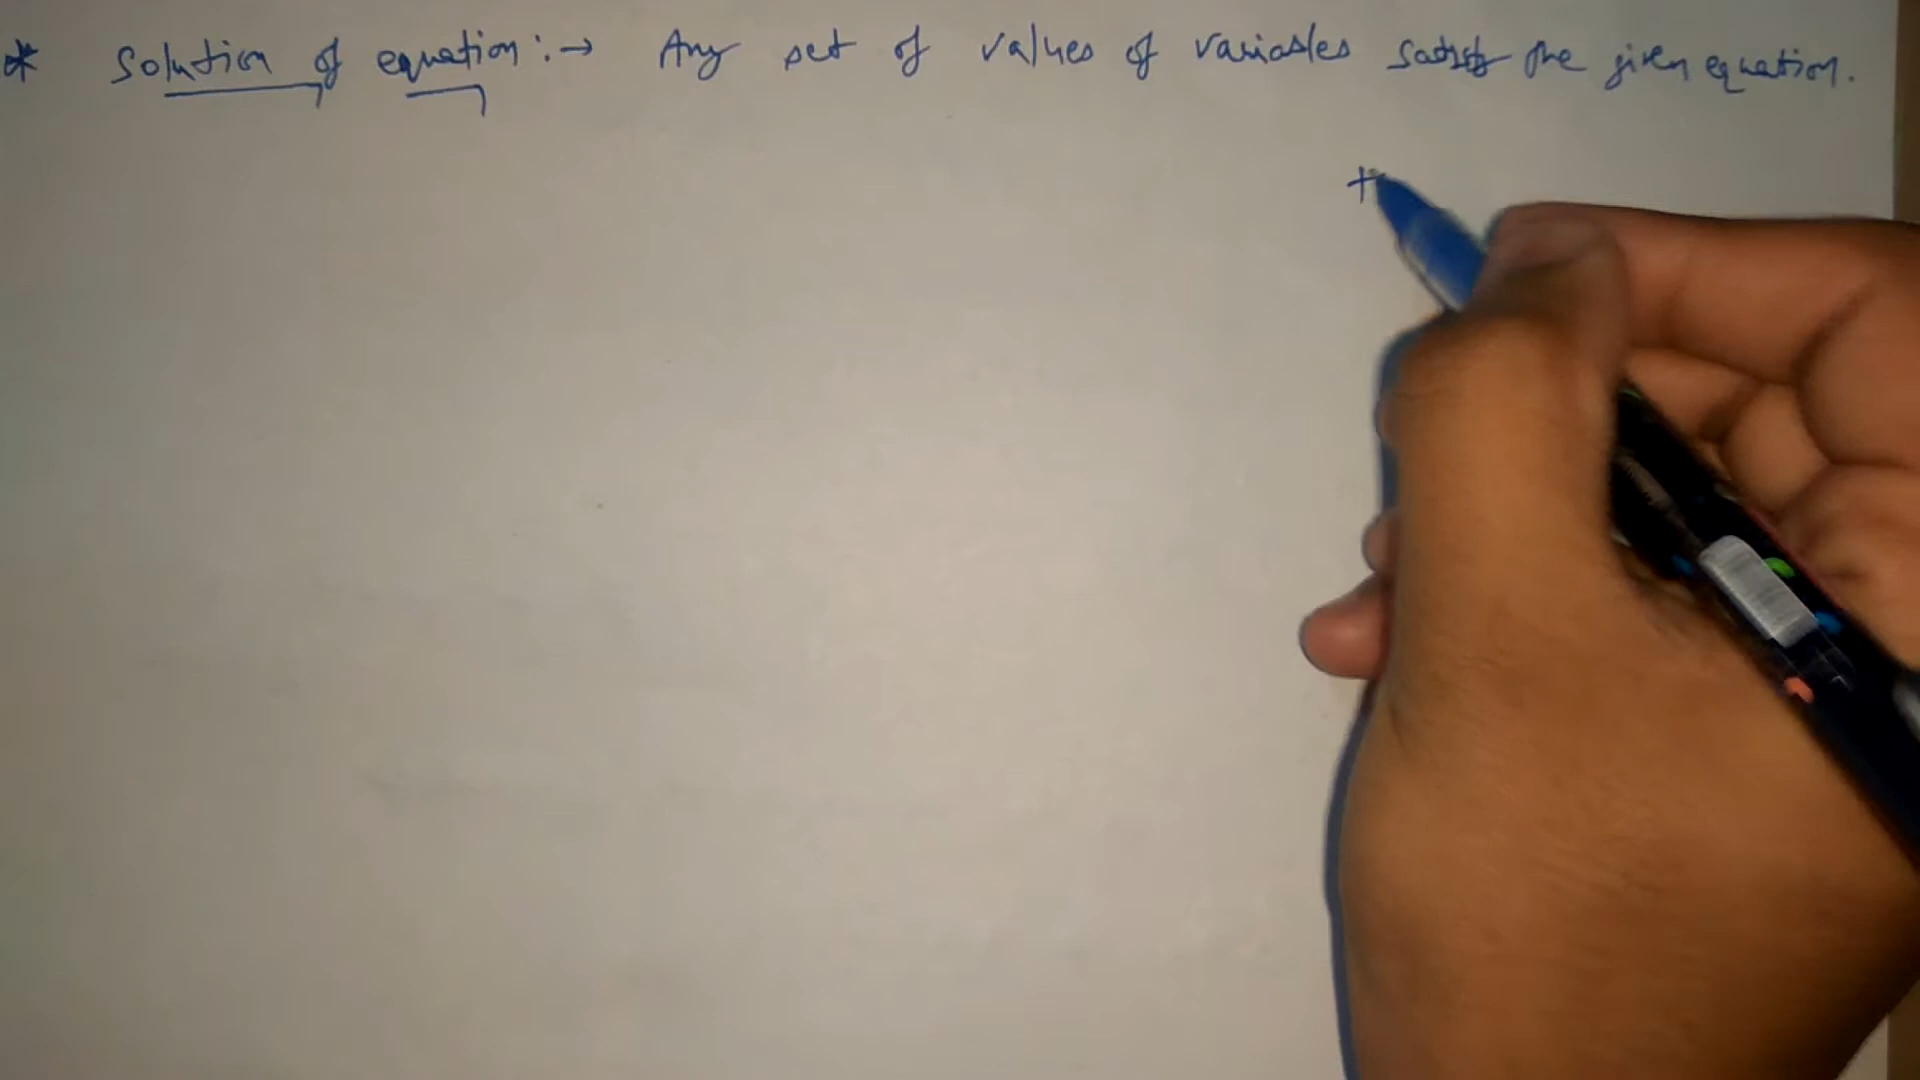 * Solution of equation :→ Any set of values of variables satisfy the given equation.
+